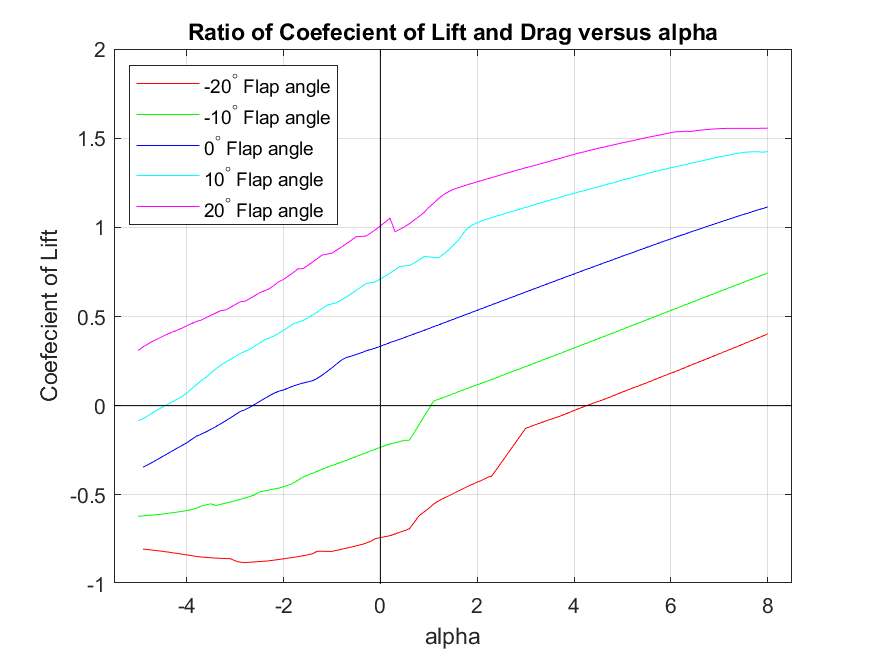 Ratio of Coefecient of Lift and Drag versus alpha
2
1.5
1
0.5
0
-0.5
-1
Coefecient of Lift
-20° Flap angle
-10° Flap angle
0° Flap angle
10° Flap angle
20° Flap angle
-4 -2 0 2 4 6 8
alpha